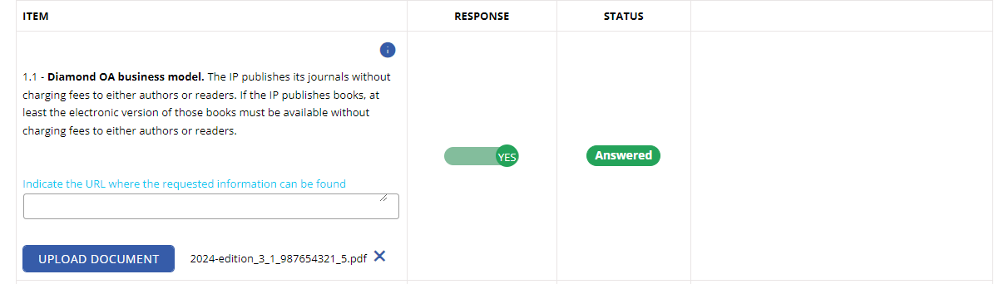 ITEM
RESPONSE
STATUS
i
1.1 - Diamond OA business model. The IP publishes its journals without
charging fees to either authors or readers. If the IP publishes books, at
least the electronic version of those books must be available without
charging fees to either authors or readers.
YES
Answered
Indicate the URL where the requested information can be found
UPLOAD DOCUMENT
2024-edition_3_1_987654321_5.pdf